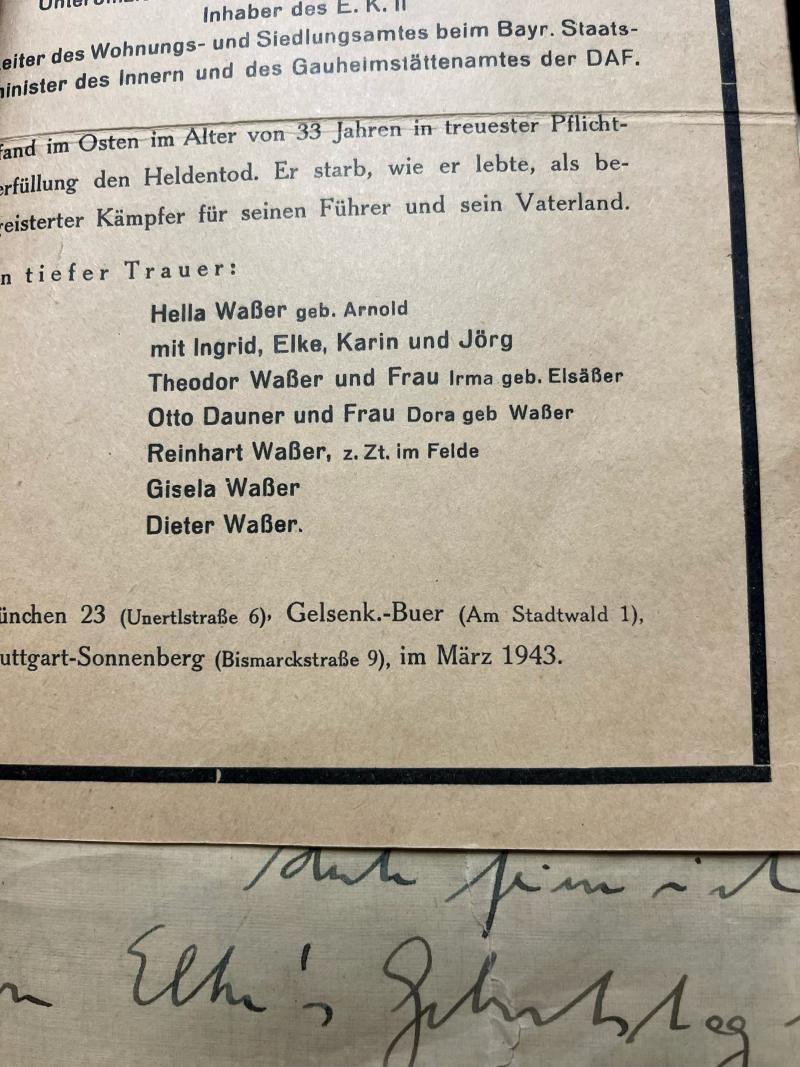 Inhaber des E. K. II
eiter des Wohnungs- und Siedlungsamtes beim Bayr. Staats-
inister des Innern und des Gauheimstättenamtes der DAF.
fand im Osten im Alter von 33 Jahren in treuester Pflicht-
erfüllung den Heldentod. Er starb, wie er lebte, als be-
geisterter Kämpfer für seinen Führer und sein Vaterland.
n tiefer Trauer:
Hella Waßer geb. Arnold
mit Ingrid, Elke, Karin und Jörg
Theodor Waßer und Frau Irma geb. Elsäßer
Otto Dauner und Frau Dora geb Waßer
Reinhart Waßer, z. Zt. im Felde
Gisela Waßer
Dieter Waßer.
ünchen 23 (Unertlstraße 6), Gelsenk.-Buer (Am Stadtwald 1),
uttgart-Sonnenberg (Bismarckstraße 9), im März 1943.
ist
Elke's Geburtstag